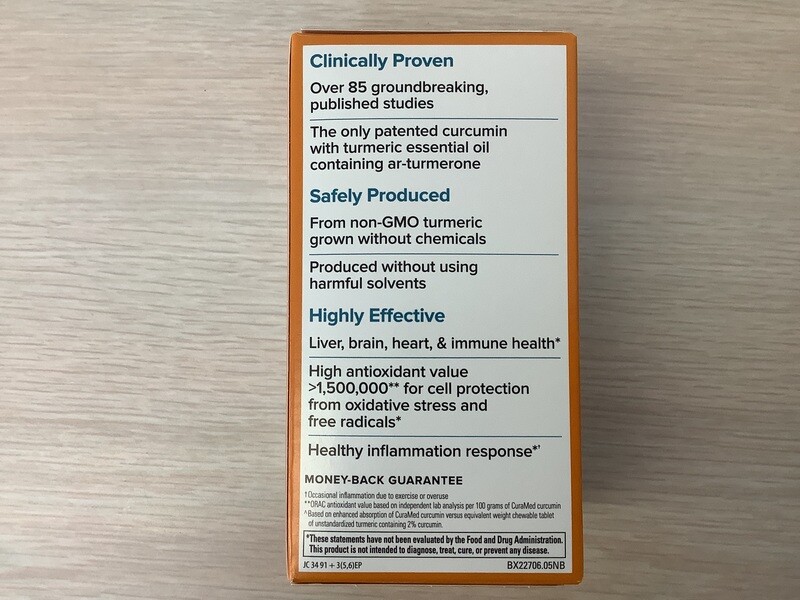 Clinically Proven
Over 85 groundbreaking,
published studies
The only patented curcumin
with turmeric essential oil
containing ar-turmerone
Safely Produced
From non-GMO turmeric
grown without chemicals
Produced without using
harmful solvents
Highly Effective
Liver, brain, heart, & immune health*
High antioxidant value
>1,500,000** for cell protection
from oxidative stress and
free radicals*
Healthy inflammation response*†
MONEY-BACK GUARANTEE
†Occasional inflammation due to exercise or overuse
**ORAC antioxidant value based on independent lab analysis per 100 grams of CuraMed curcumin
^Based on enhanced absorption of CuraMed curcumin versus equivalent weight chewable tablet
of unstandardized turmeric containing 2% curcumin.
*These statements have not been evaluated by the Food and Drug Administration.
This product is not intended to diagnose, treat, cure, or prevent any disease.
JC 34 91 + 3(5,6)EP BX22706.05NB